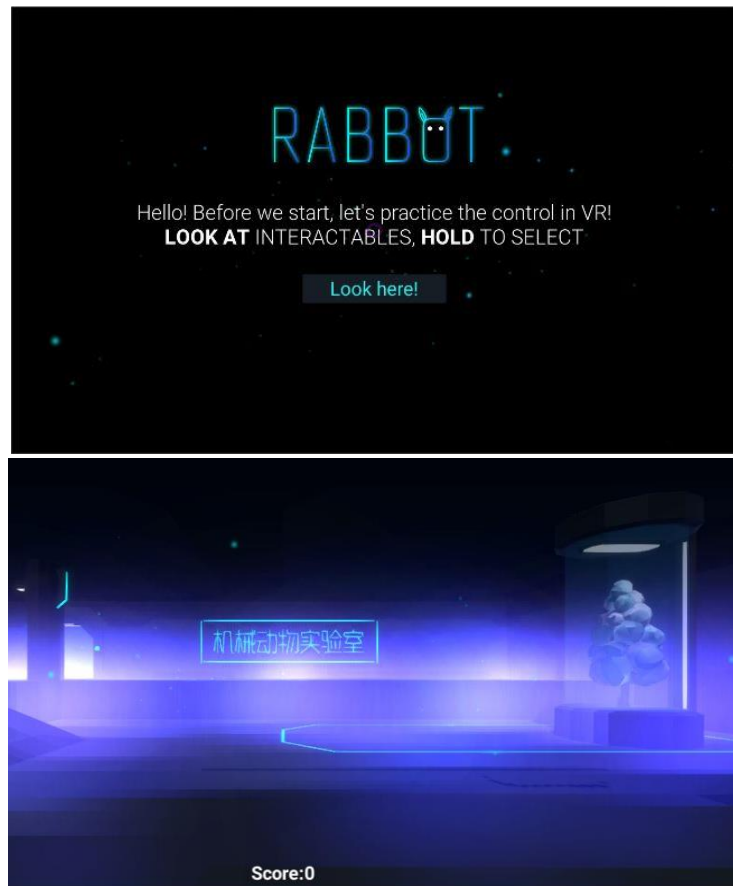 RABBOT
Hello! Before we start, let's practice the control in VR!
LOOK AT INTERACTABLES, HOLD TO SELECT
Look here!
机械动物实验室
Score:0